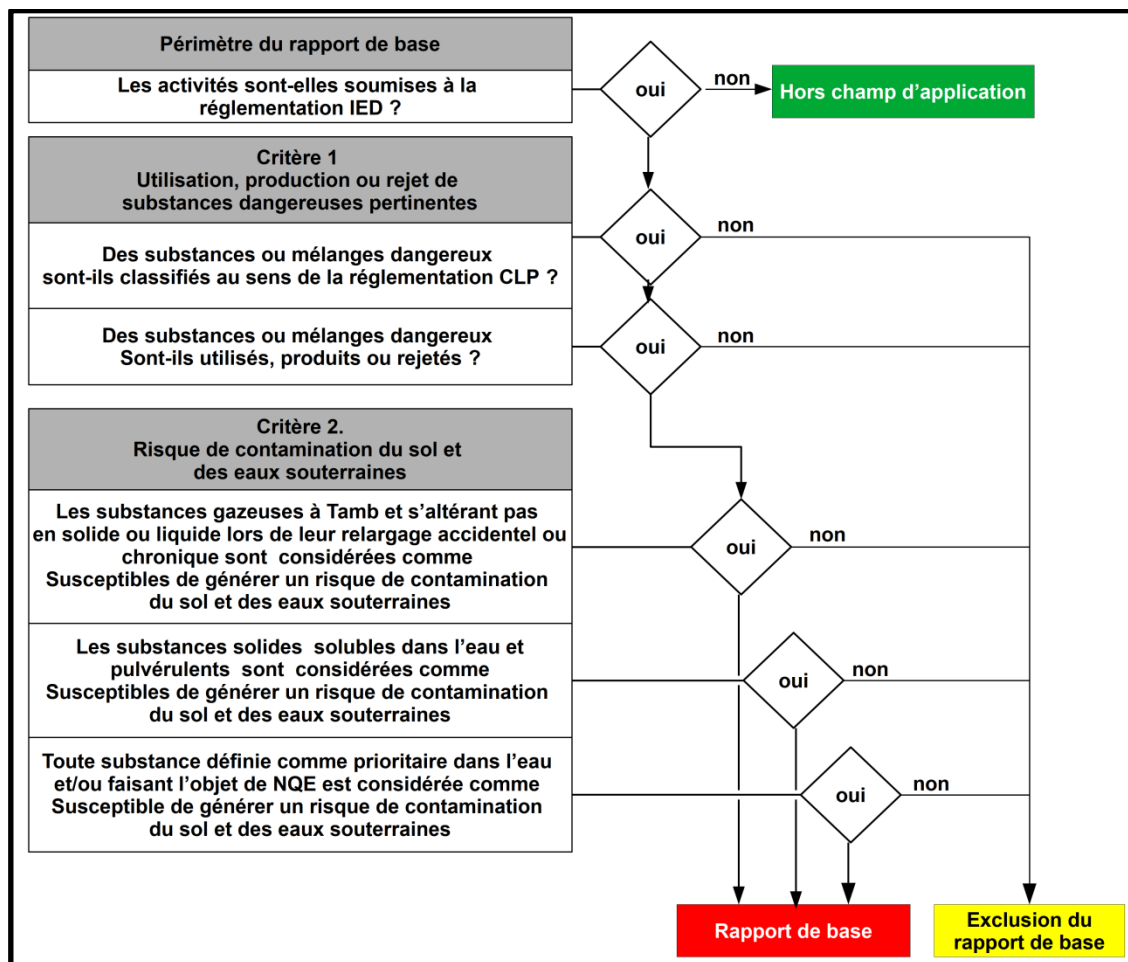 Périmètre du rapport de base
Les activités sont-elles soumises à la
réglementation IED ?
oui
non
Hors champ d'application
Critère 1
Utilisation, production ou rejet de
substances dangereuses pertinentes
Des substances ou mélanges dangereux
sont-ils classifiés au sens de la réglementation CLP ?
oui
non
Des substances ou mélanges dangereux
Sont-ils utilisés, produits ou rejetés ?
oui
non
Critère 2.
Risque de contamination du sol et
des eaux souterraines
Les substances gazeuses à Tamb et s'altérant pas
en solide ou liquide lors de leur relargage accidentel ou
chronique sont considérées comme
Susceptibles de générer un risque de contamination
du sol et des eaux souterraines
oui
non
Les substances solides solubles dans l'eau et
pulvérulents sont considérées comme
Susceptibles de générer un risque de contamination
du sol et des eaux souterraines
oui
non
Toute substance définie comme prioritaire dans l'eau
et/ou faisant l'objet de NQE est considérée comme
Susceptible de générer un risque de contamination
du sol et des eaux souterraines
oui
non
Rapport de base
Exclusion du
rapport de base